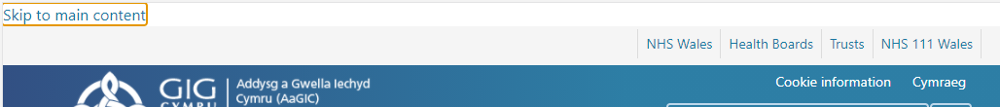 Skip to main content
NHS Wales Health Boards Trusts NHS 111 Wales
Cookie information Cymraeg
GIG CYMRU
Addysg a Gwella Iechyd
Cymru (AaGIC)